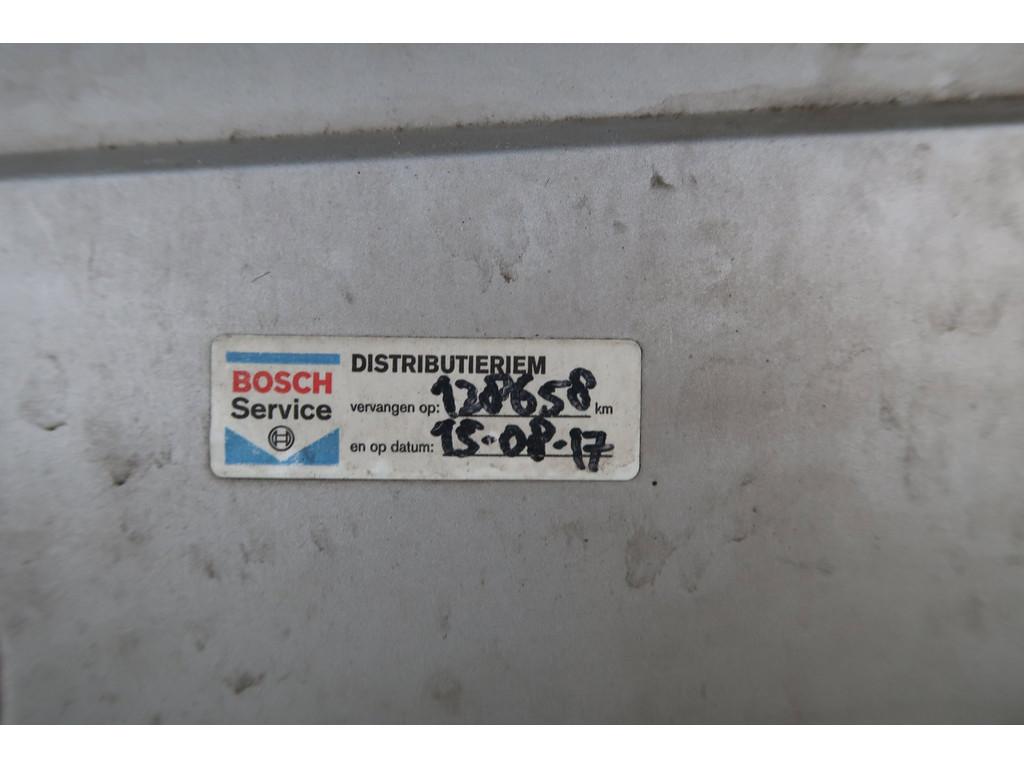 BOSCH
Service
DISTRIBUTIERIEM
vervangen op: 128658 km
en op datum: 15-08-17